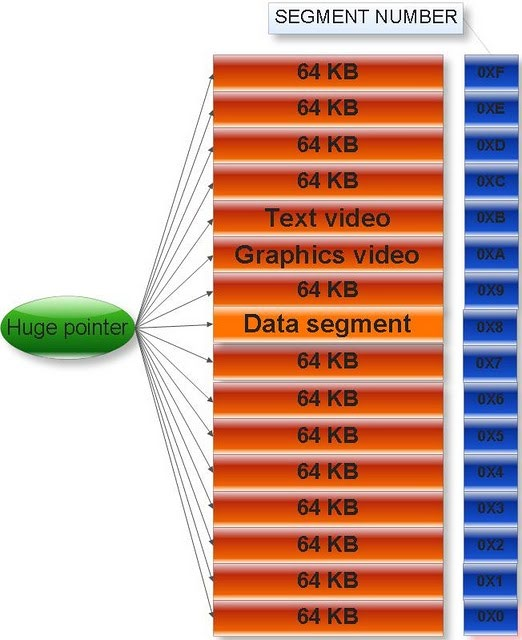 SEGMENT NUMBER
64 KB 0XF
64 KB 0XE
64 KB 0XD
64 KB 0XC
Text video 0XB
Graphics video 0XA
64 KB 0X9
Huge pointer
Data segment 0X8
64 KB 0X7
64 KB 0X6
64 KB 0X5
64 KB 0X4
64 KB 0X3
64 KB 0X2
64 KB 0X1
64 KB 0X0